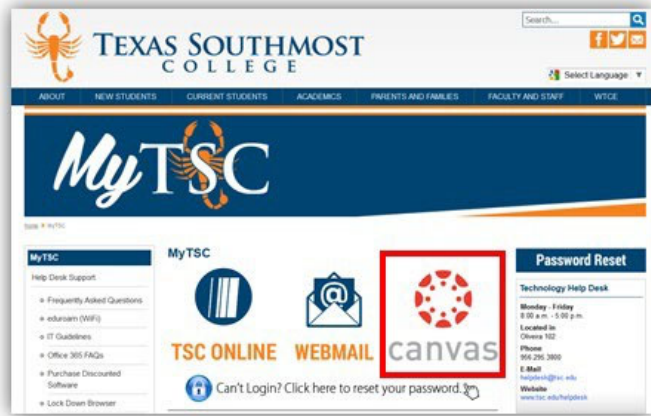 Search...
TEXAS SOUTHMOST
COLLEGE
Select Language ▼
ABOUT NEW STUDENTS CURRENT STUDENTS ACADEMICS PARENTS AND FAMILIES FACULTY AND STAFF WTCE
MyTSC
Home » MyTSC
MyTSC
Help Desk Support
Frequently Asked Questions
eduroam (WiFi)
IT Guidelines
Office 365 FAQs
Purchase Discounted
Software
Lock Down Browser
MyTSC
TSC ONLINE
WEBMAIL
canvas
Can't Login? Click here to reset your password.
Password Reset
Technology Help Desk
Monday - Friday
8:00 a.m. - 5:00 p.m.
Located in
Oliveira 102
Phone
956.295.3800
E-Mail
helpdesk@tsc.edu
Website
www.tsc.edu/helpdesk